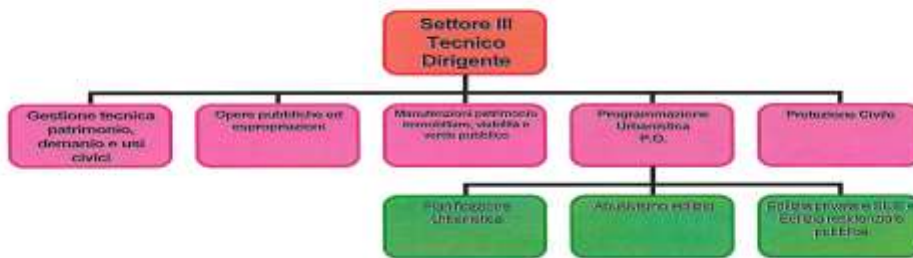 Settore III
Tecnico
Dirigente
Gestione tecnica
patrimonio,
demanio e usi
civici
Opere pubbliche ed
espropriazioni
Manutenzioni patrimonio
immobiliare, viabilità e
verde pubblico
Programmazione
Urbanistica
P.O.
Protezione Civile
Pianificazione
Urbanistica
Abusivismo edilizio
Edilizia privata e SUE e
Edilizia residenziale
pubblica